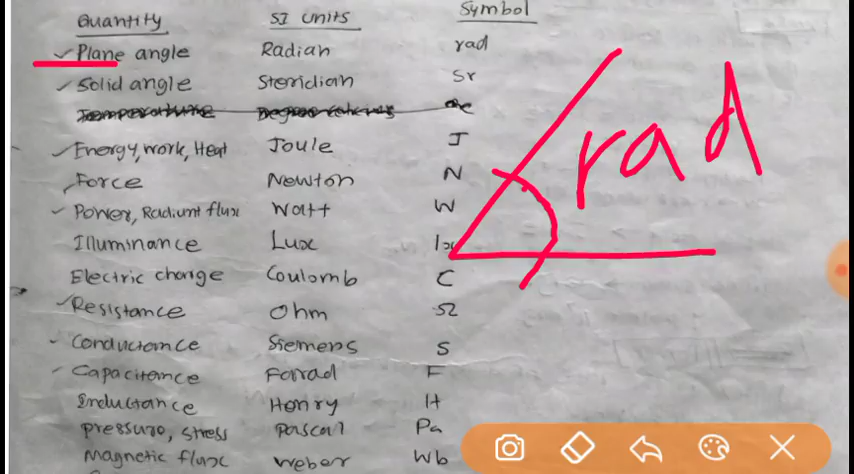 Quantity SI Units Symbol
Plane angle Radian rad
Solid angle Steridian Sr
Energy, work, Heat Joule J
Force Newton N
Power, Radiant flux Watt W
Illuminance Lux lx
Electric charge Coulomb C
Resistance Ohm Ω
Conductance Siemens S
Capacitance Farad F
Inductance Henry H
pressure, stress pascal Pa
Magnetic flux weber Wb
rad